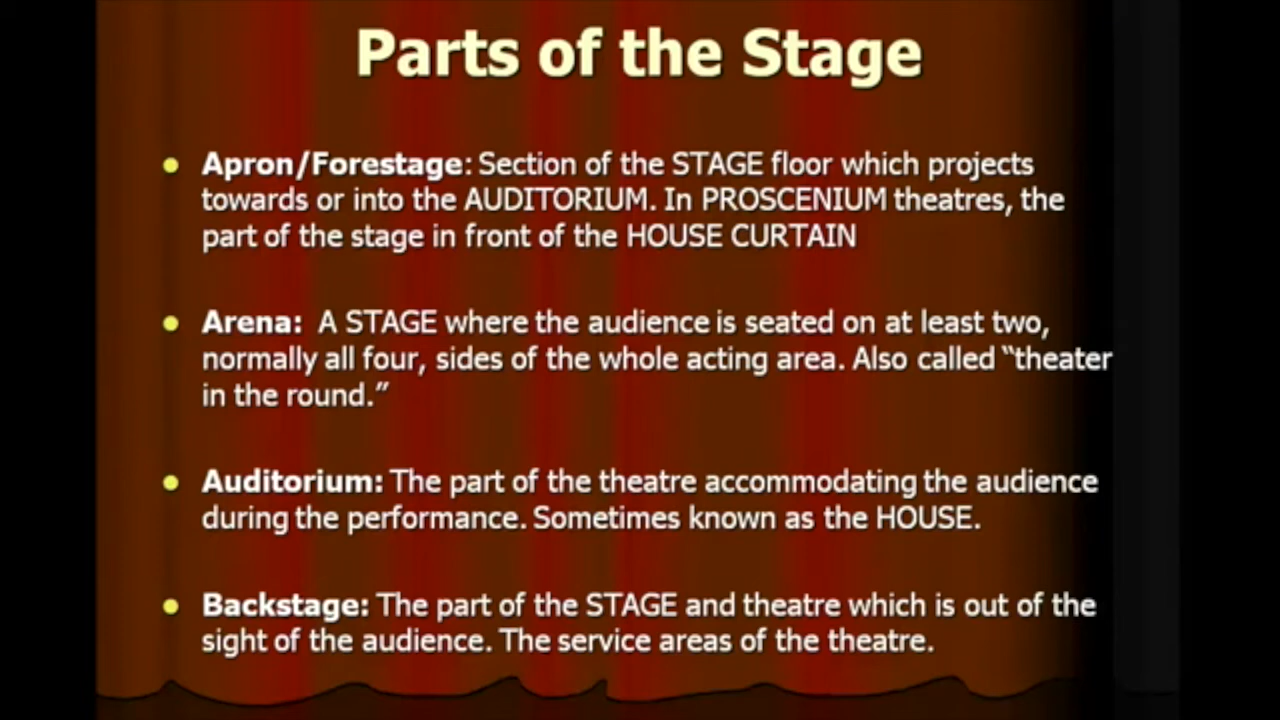 Parts of the Stage
• Apron/Forestage: Section of the STAGE floor which projects
towards or into the AUDITORIUM. In PROSCENIUM theatres, the
part of the stage in front of the HOUSE CURTAIN
• Arena: A STAGE where the audience is seated on at least two,
normally all four, sides of the whole acting area. Also called “theater
in the round.”
• Auditorium: The part of the theatre accommodating the audience
during the performance. Sometimes known as the HOUSE.
• Backstage: The part of the STAGE and theatre which is out of the
sight of the audience. The service areas of the theatre.